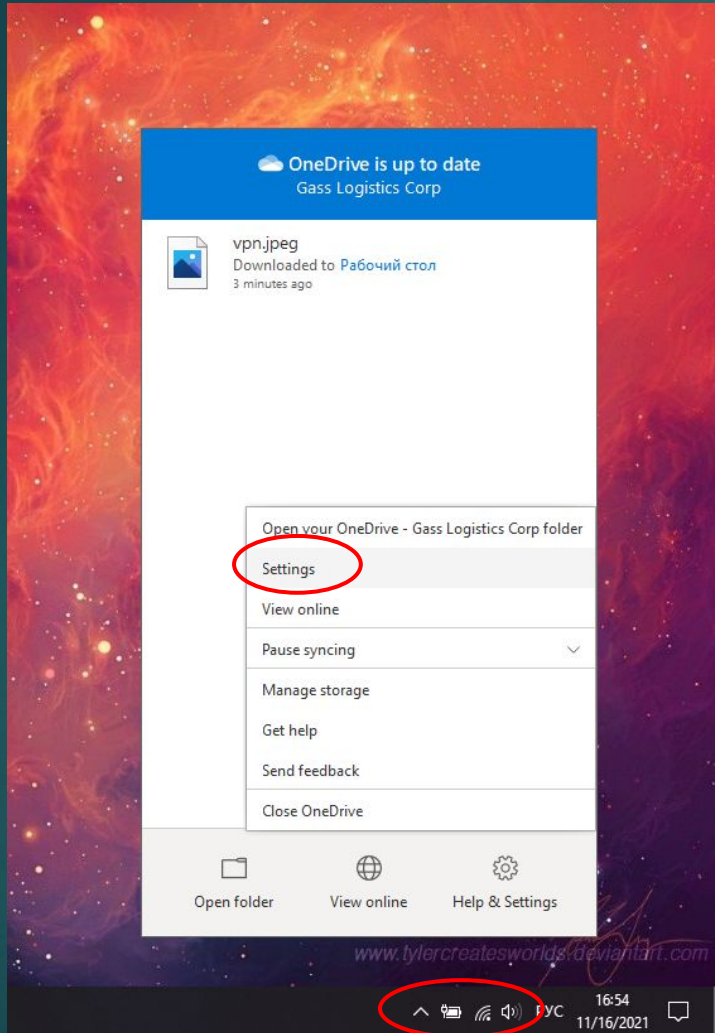 OneDrive is up to date
Gass Logistics Corp
vpn.jpeg
Downloaded to Рабочий стол
3 minutes ago
Open your OneDrive - Gass Logistics Corp folder
Settings
View online
Pause syncing
Manage storage
Get help
Send feedback
Close OneDrive
Open folder
View online
Help & Settings
www.tylercreatesworlds.deviantart.com
РУС
16:54
11/16/2021